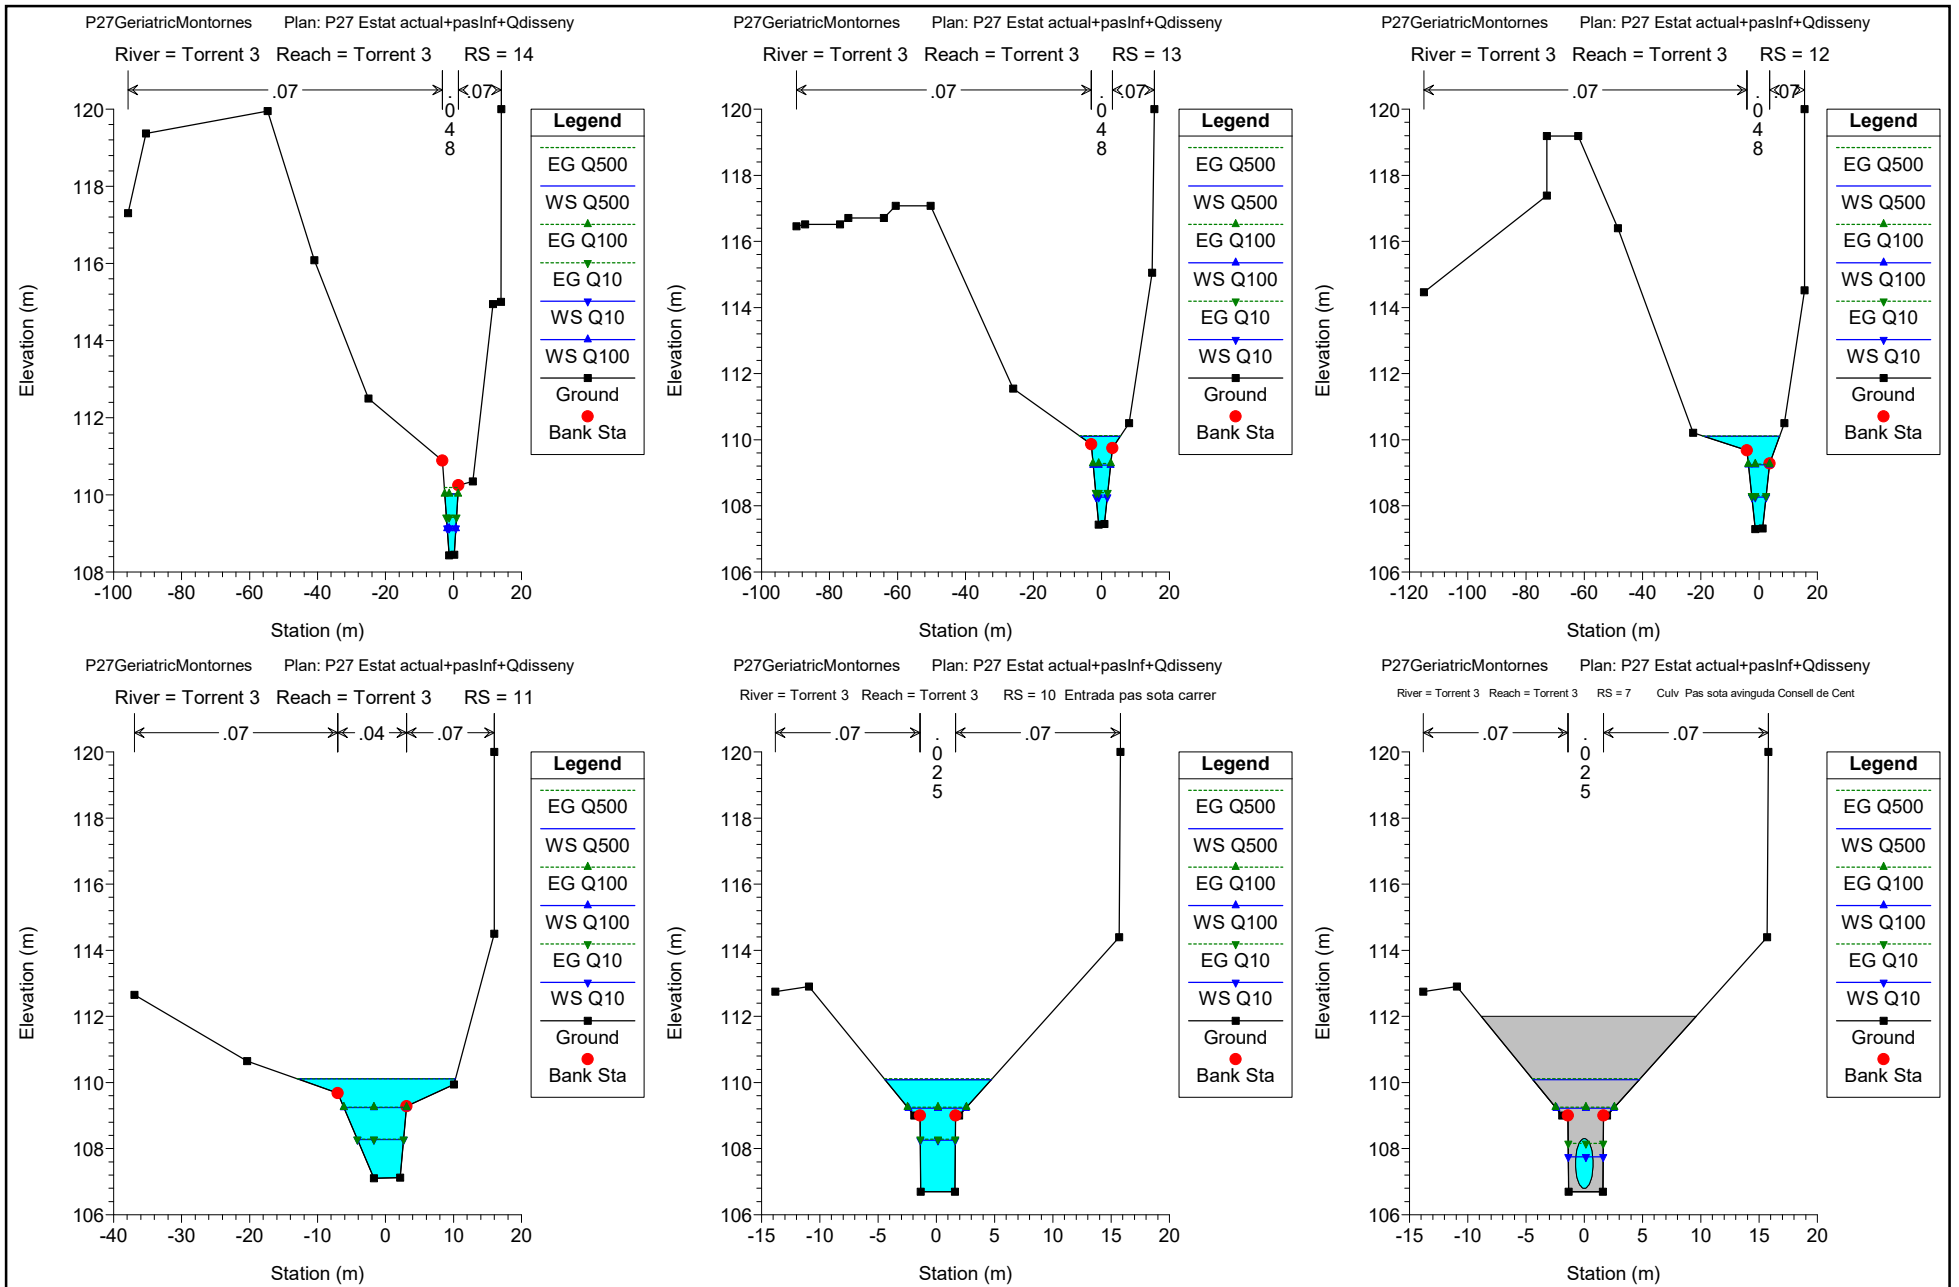 P27GeriatricMontornes Plan: P27 Estat actual+pasInf+Qdisseny
River = Torrent 3 Reach = Torrent 3 RS = 14
.07 .048 .07
Elevation (m)
120
118
116
114
112
110
108
-100 -80 -60 -40 -20 0 20
Station (m)
Legend
EG Q500
WS Q500
EG Q100
EG Q10
WS Q10
WS Q100
Ground
Bank Sta
P27GeriatricMontornes Plan: P27 Estat actual+pasInf+Qdisseny
River = Torrent 3 Reach = Torrent 3 RS = 13
.07 .048 .07
Elevation (m)
120
118
116
114
112
110
108
106
-100 -80 -60 -40 -20 0 20
Station (m)
Legend
EG Q500
WS Q500
EG Q100
WS Q100
EG Q10
WS Q10
Ground
Bank Sta
P27GeriatricMontornes Plan: P27 Estat actual+pasInf+Qdisseny
River = Torrent 3 Reach = Torrent 3 RS = 12
.07 .048 .07
Elevation (m)
120
118
116
114
112
110
108
106
-120 -100 -80 -60 -40 -20 0 20
Station (m)
Legend
EG Q500
WS Q500
EG Q100
WS Q100
EG Q10
WS Q10
Ground
Bank Sta
P27GeriatricMontornes Plan: P27 Estat actual+pasInf+Qdisseny
River = Torrent 3 Reach = Torrent 3 RS = 11
.07 .04 .07
Elevation (m)
120
118
116
114
112
110
108
106
-40 -30 -20 -10 0 10 20
Station (m)
Legend
EG Q500
WS Q500
EG Q100
WS Q100
EG Q10
WS Q10
Ground
Bank Sta
P27GeriatricMontornes Plan: P27 Estat actual+pasInf+Qdisseny
River = Torrent 3 Reach = Torrent 3 RS = 10 Entrada pas sota carrer
.07 .025 .07
Elevation (m)
120
118
116
114
112
110
108
106
-15 -10 -5 0 5 10 15 20
Station (m)
Legend
EG Q500
WS Q500
EG Q100
WS Q100
EG Q10
WS Q10
Ground
Bank Sta
P27GeriatricMontornes Plan: P27 Estat actual+pasInf+Qdisseny
River = Torrent 3 Reach = Torrent 3 RS = 7 Culv Pas sota avinguda Consell de Cent
.07 .025 .07
Elevation (m)
120
118
116
114
112
110
108
106
-15 -10 -5 0 5 10 15 20
Station (m)
Legend
EG Q500
WS Q500
EG Q100
WS Q100
EG Q10
WS Q10
Ground
Bank Sta